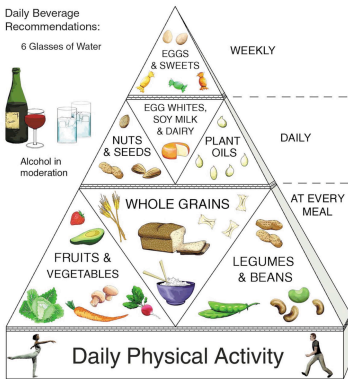 Daily Beverage
Recommendations:
6 Glasses of Water
Alcohol in
moderation
EGGS
& SWEETS
WEEKLY
EGG WHITES,
SOY MILK
& DAIRY
NUTS
& SEEDS
PLANT
OILS
DAILY
WHOLE GRAINS
AT EVERY
MEAL
FRUITS &
VEGETABLES
LEGUMES
& BEANS
Daily Physical Activity